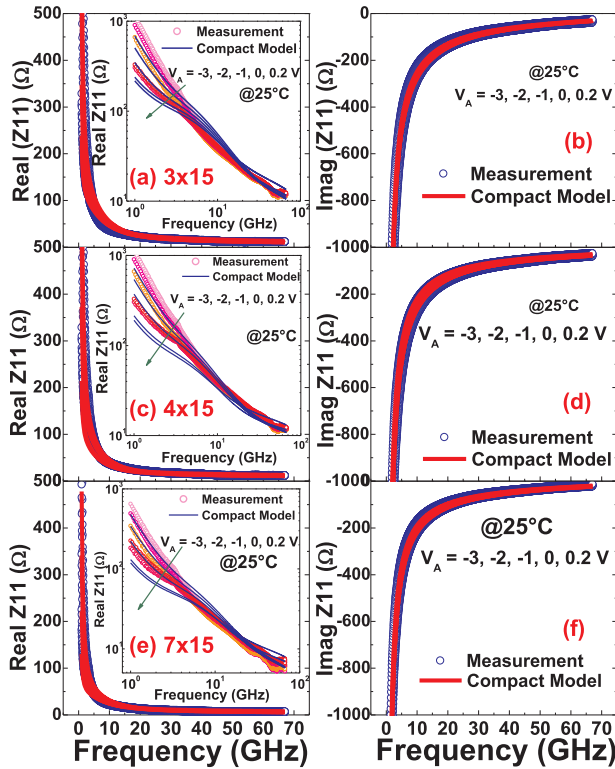 500
400
300
200
100
Real (Z11) (Ω)
10³
10²
10¹
10⁰ 10¹ 10²
Real Z11 (Ω)
Measurement
Compact Model
V_A = -3, -2, -1, 0, 0.2 V
@25°C
(a) 3x15
Frequency (GHz)
0
-200
-400
-600
-800
-1000
Imag (Z11) (Ω)
@25°C
V_A = -3, -2, -1, 0, 0.2 V
(b)
Measurement
Compact Model
500
400
300
200
100
Real Z11 (Ω)
10³
10²
10¹
10⁰ 10¹ 10²
Real Z11 (Ω)
Measurement
Compact Model
V_A = -3, -2, -1, 0, 0.2 V
@25°C
(c) 4x15
Frequency (GHz)
-200
-400
-600
-800
-1000
Imag Z11 (Ω)
@25°C
V_A = -3, -2, -1, 0, 0.2 V
(d)
Measurement
Compact Model
500
400
300
200
100
0
Real Z11 (Ω)
10³
10²
10¹
10⁰ 10¹ 10²
Real Z11 (Ω)
Measurement
Compact Model
V_A = -3, -2, -1, 0, 0.2 V
@25°C
(e) 7x15
Frequency (GHz)
0 10 20 30 40 50 60 70
Frequency (GHz)
-200
-400
-600
-800
-1000
Imag Z11 (Ω)
@25°C
V_A = -3, -2, -1, 0, 0.2 V
(f)
Measurement
Compact Model
0 10 20 30 40 50 60 70
Frequency (GHz)